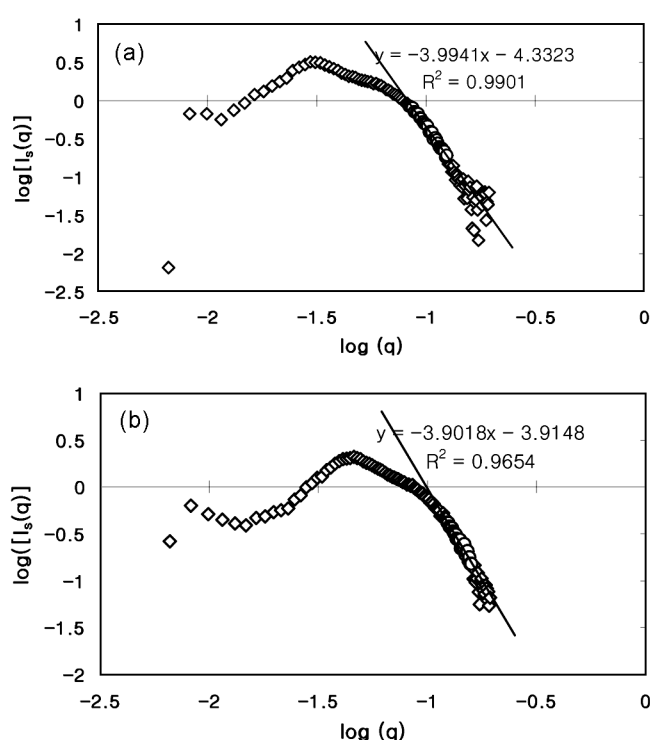 (a)
y = −3.9941x − 4.3323
R² = 0.9901
1
0.5
0
−0.5
−1
−1.5
−2
−2.5
log[Iₛ(q)]
−2.5 −2 −1.5 −1 −0.5 0
log (q)
(b)
y = −3.9018x − 3.9148
R² = 0.9654
1
0.5
0
−0.5
−1
−1.5
−2
log([Iₛ(q)]
−2.5 −2 −1.5 −1 −0.5 0
log (q)